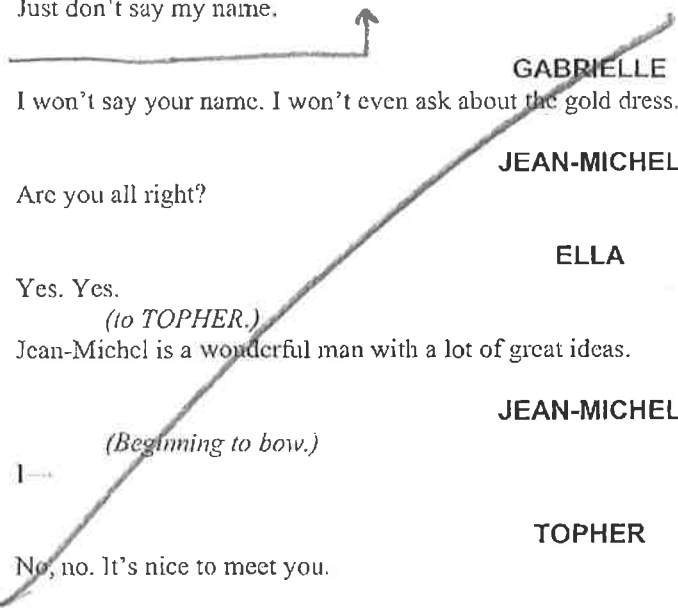 Just don't say my name.
GABRIELLE
I won't say your name. I won't even ask about the gold dress.
JEAN-MICHEL
Are you all right?
ELLA
Yes. Yes.
(to TOPHER.)
Jean-Michel is a wonderful man with a lot of great ideas.
JEAN-MICHEL
(Beginning to bow.)
I—
TOPHER
No, no. It's nice to meet you.